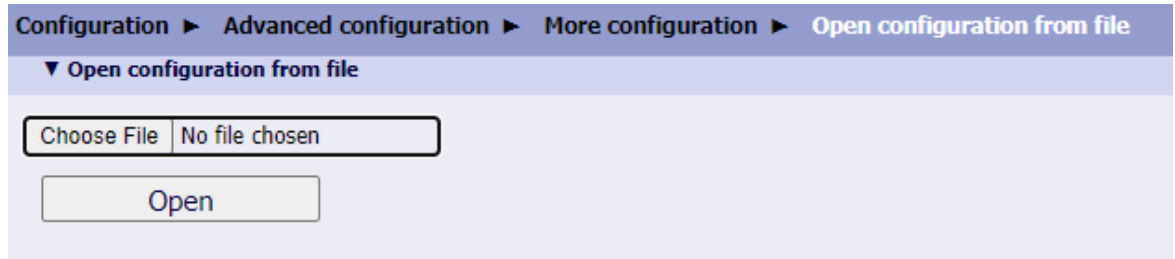 Configuration ► Advanced configuration ► More configuration ► Open configuration from file
▼ Open configuration from file
Choose File No file chosen
Open